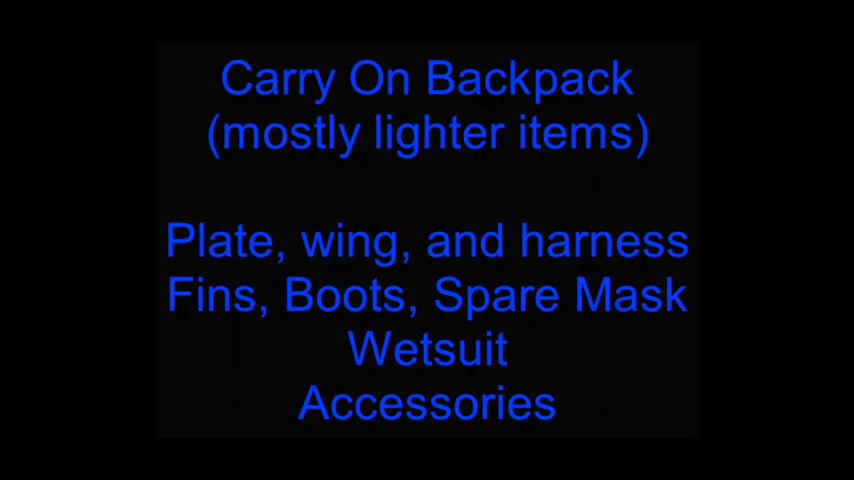 Carry On Backpack
(mostly lighter items)
Plate, wing, and harness
Fins, Boots, Spare Mask
Wetsuit
Accessories